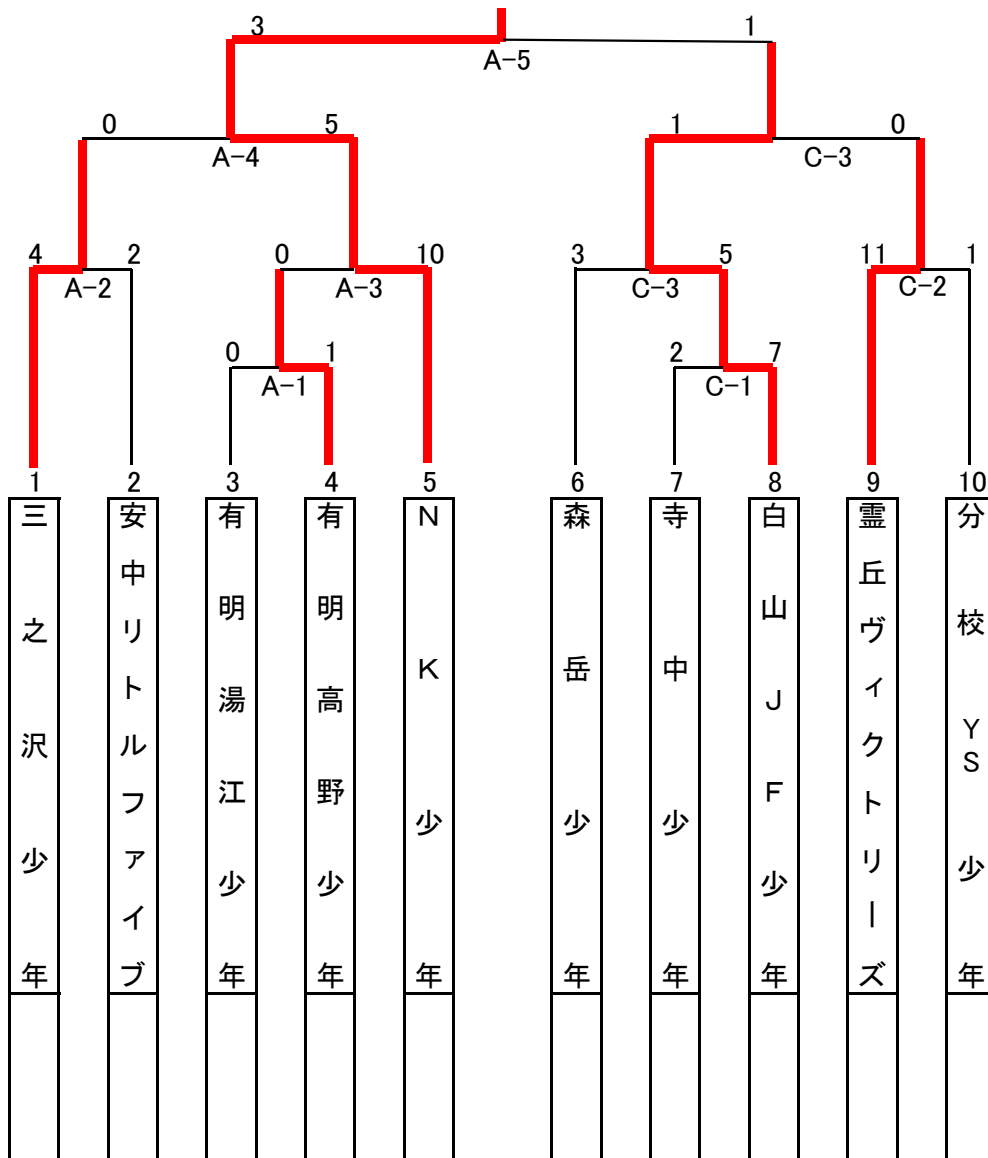 3 1
A-5
0 5 1 0
A-4 C-3
4 2 0 10 3 5 11 1
A-2 A-3 C-3 C-2
0 1 2 7
A-1 C-1
1 2 3 4 5 6 7 8 9 10
三之沢少年
安中リトルファイブ
有明湯江少年
有明高野少年
NK少年
森岳少年
寺中少年
白山JF少年
霊丘ヴィクトリーズ
分校YS少年